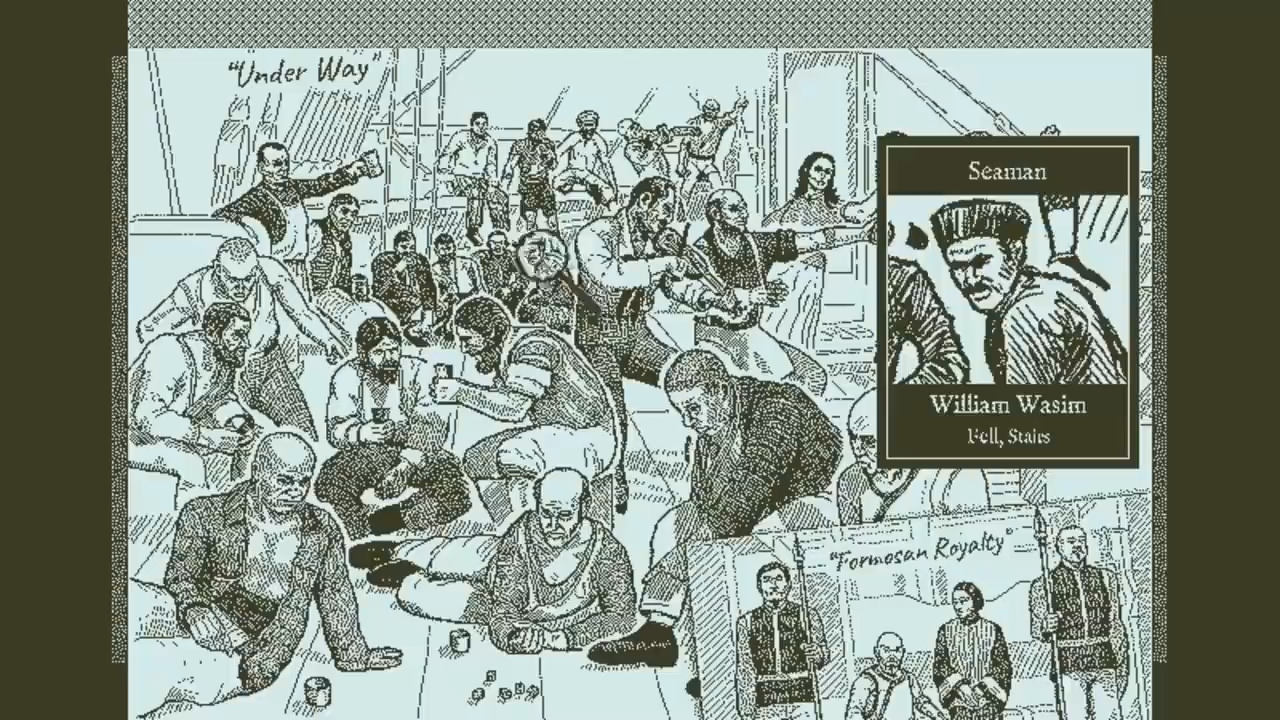 "Under Way"
Seaman
William Wasim
Fell, Stairs
"Formosan Royalty"